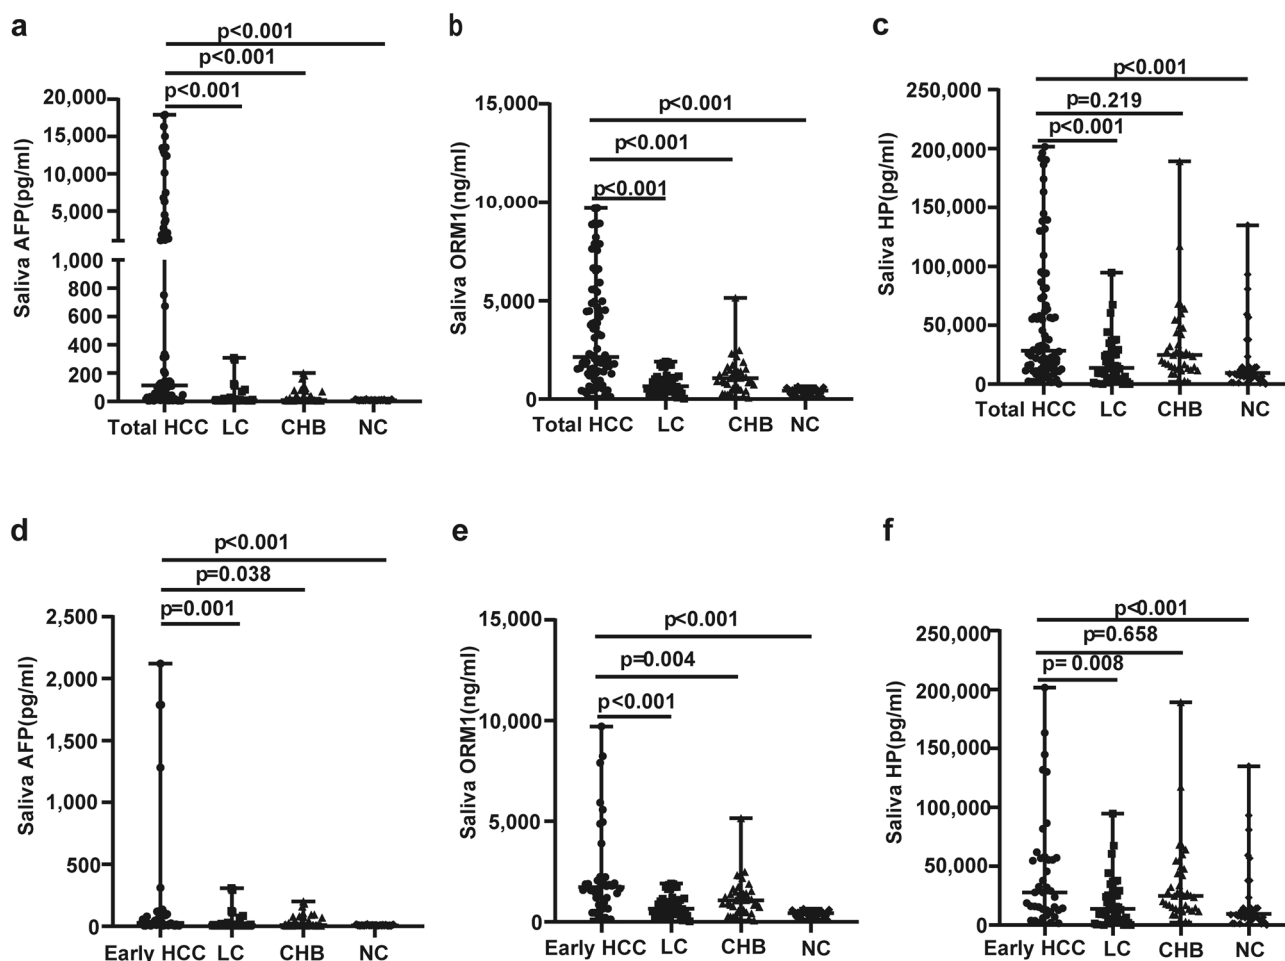 a
p<0.001
p<0.001
p<0.001
20,000
15,000
10,000
5,000
1,000
800
600
400
200
0
Saliva AFP(pg/ml)
Total HCC LC CHB NC
b
p<0.001
p<0.001
p<0.001
15,000
10,000
5,000
0
Saliva ORM1(ng/ml)
Total HCC LC CHB NC
c
p<0.001
p=0.219
p<0.001
250,000
200,000
150,000
100,000
50,000
0
Saliva HP(pg/ml)
Total HCC LC CHB NC
d
p<0.001
p=0.038
p=0.001
2,500
2,000
1,500
1,000
500
0
Saliva AFP(pg/ml)
Early HCC LC CHB NC
e
p<0.001
p=0.004
p<0.001
15,000
10,000
5,000
0
Saliva ORM1(ng/ml)
Early HCC LC CHB NC
f
p<0.001
p=0.658
p= 0.008
250,000
200,000
150,000
100,000
50,000
0
Saliva HP(pg/ml)
Early HCC LC CHB NC